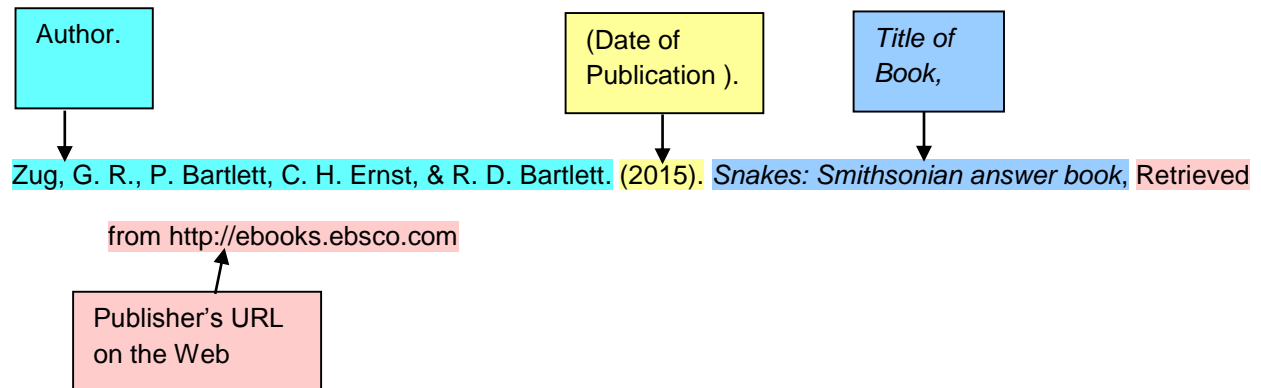 Author.
(Date of
Publication ).
Title of
Book,
Zug, G. R., P. Bartlett, C. H. Ernst, & R. D. Bartlett. (2015). Snakes: Smithsonian answer book, Retrieved
from http://ebooks.ebsco.com
Publisher’s URL
on the Web